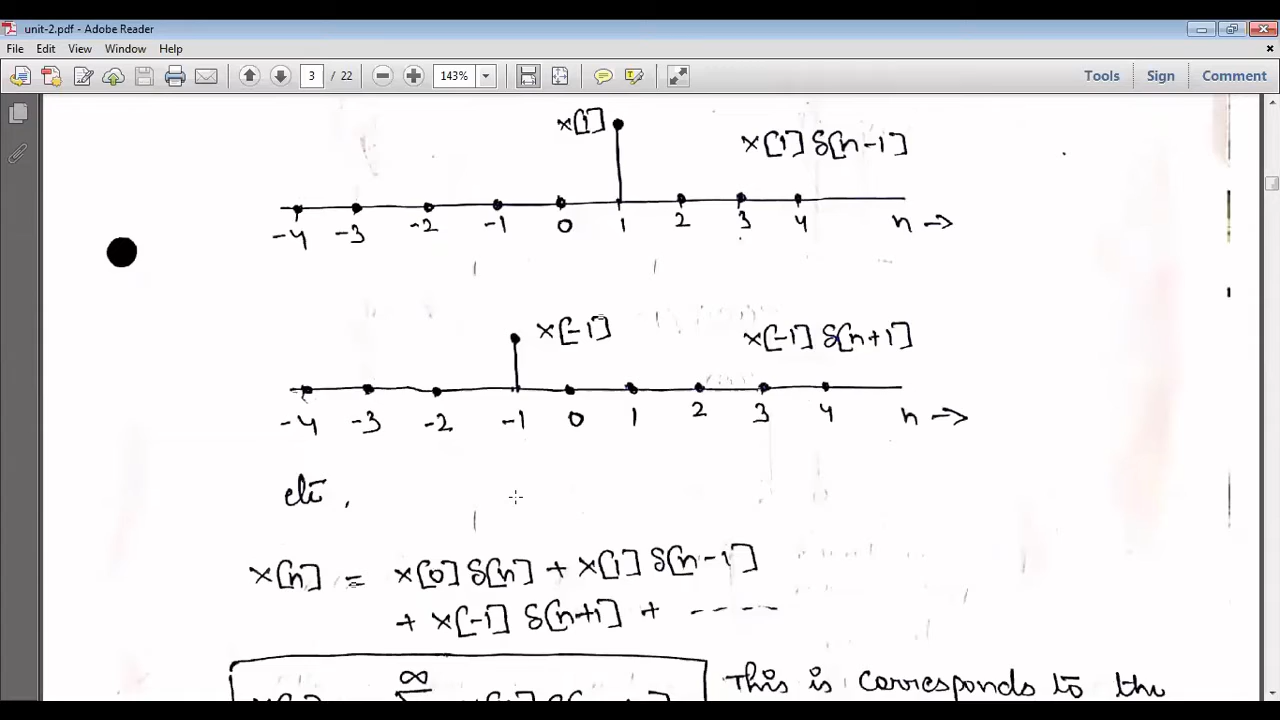 unit-2.pdf - Adobe Reader
File Edit View Window Help
3 / 22 143% Tools Sign Comment
x[1] x[1] δ[n-1]
-4 -3 -2 -1 0 1 2 3 4 n →
x[-1] x[-1] δ[n+1]
-4 -3 -2 -1 0 1 2 3 4 n →
etc ,
x[n] = x[0] δ[n] + x[1] δ[n-1]
+ x[-1] δ[n+1] + -----
∞ This is corresponds to the